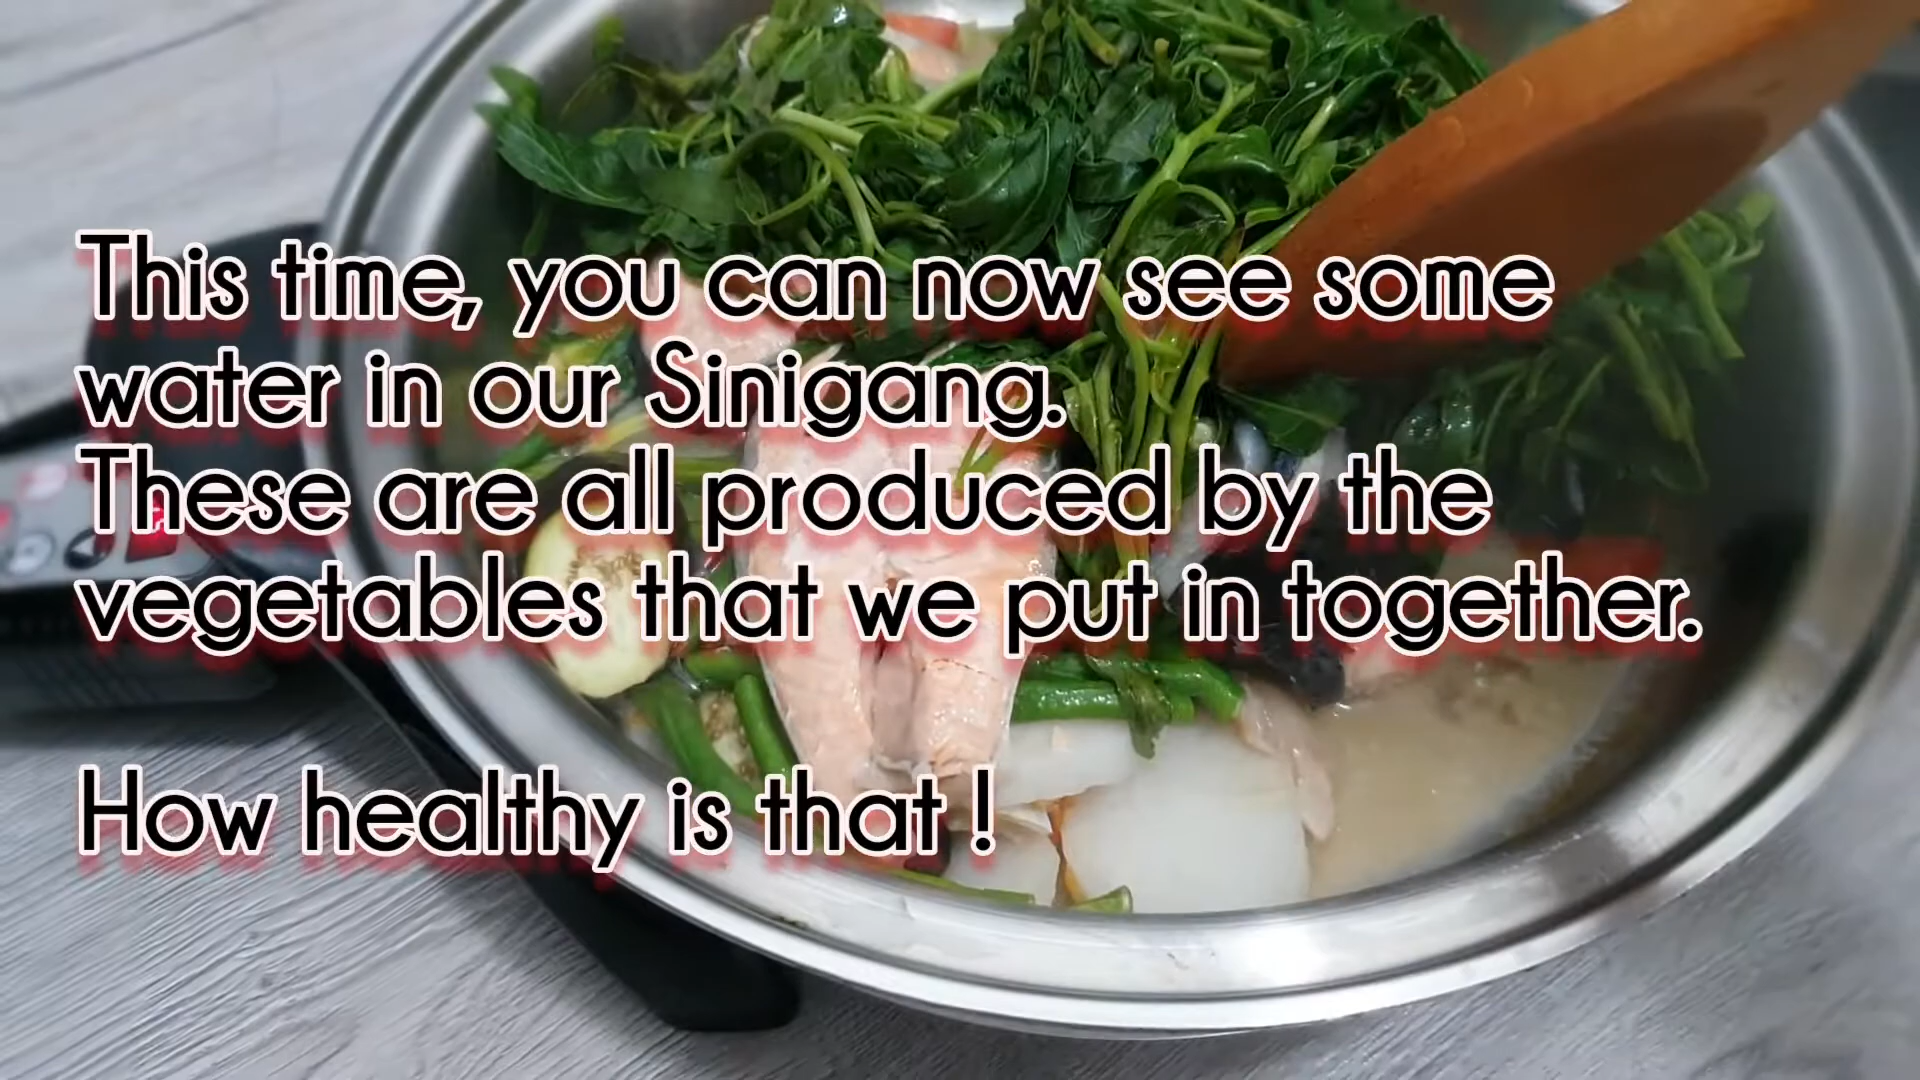 This time, you can now see some
water in our Sinigang.
These are all produced by the
vegetables that we put in together.
How healthy is that !